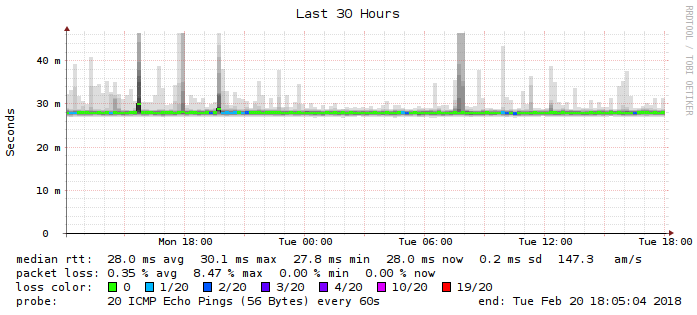 Last 30 Hours
RRDTOOL / TOBI OETIKER
Seconds
40 m
30 m
20 m
10 m
0
Mon 18:00 Tue 00:00 Tue 06:00 Tue 12:00 Tue 18:00
median rtt: 28.0 ms avg 30.1 ms max 27.8 ms min 28.0 ms now 0.2 ms sd 147.3 am/s
packet loss: 0.35 % avg 8.47 % max 0.00 % min 0.00 % now
loss color: 0 1/20 2/20 3/20 4/20 10/20 19/20
probe: 20 ICMP Echo Pings (56 Bytes) every 60s end: Tue Feb 20 18:05:04 2018